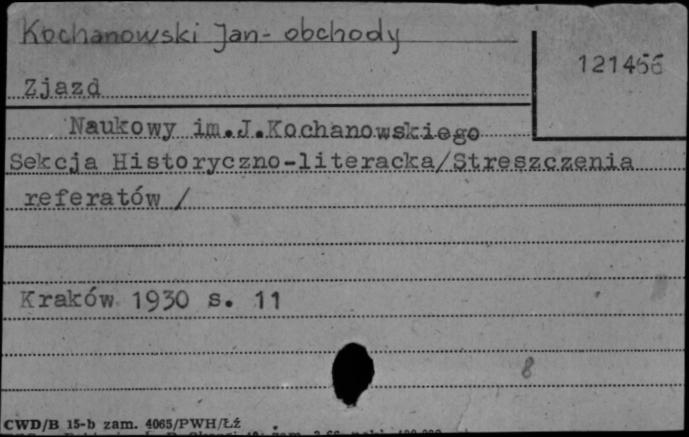 Kochanowski Jan - obchody
121466
Zjazd
Naukowy im.J.Kochanowskiego
Sekcja Historyczno-literacka/Streszczenia
referatów /
Kraków 1930 s. 11
8
CWD/B 15-b zam. 4065/PWH/Łź